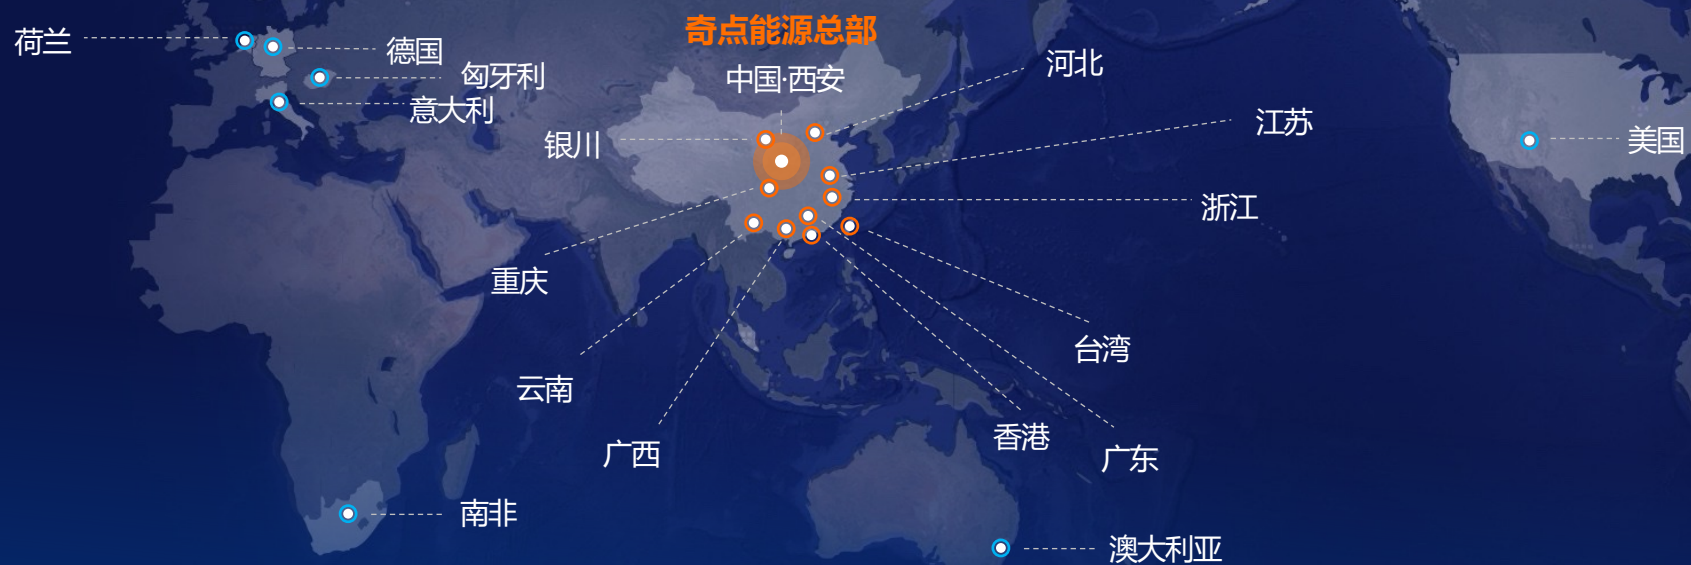 奇点能源总部
中国·西安
荷兰
德国
匈牙利
意大利
银川
河北
江苏
美国
浙江
重庆
台湾
云南
香港
广西
广东
南非
澳大利亚